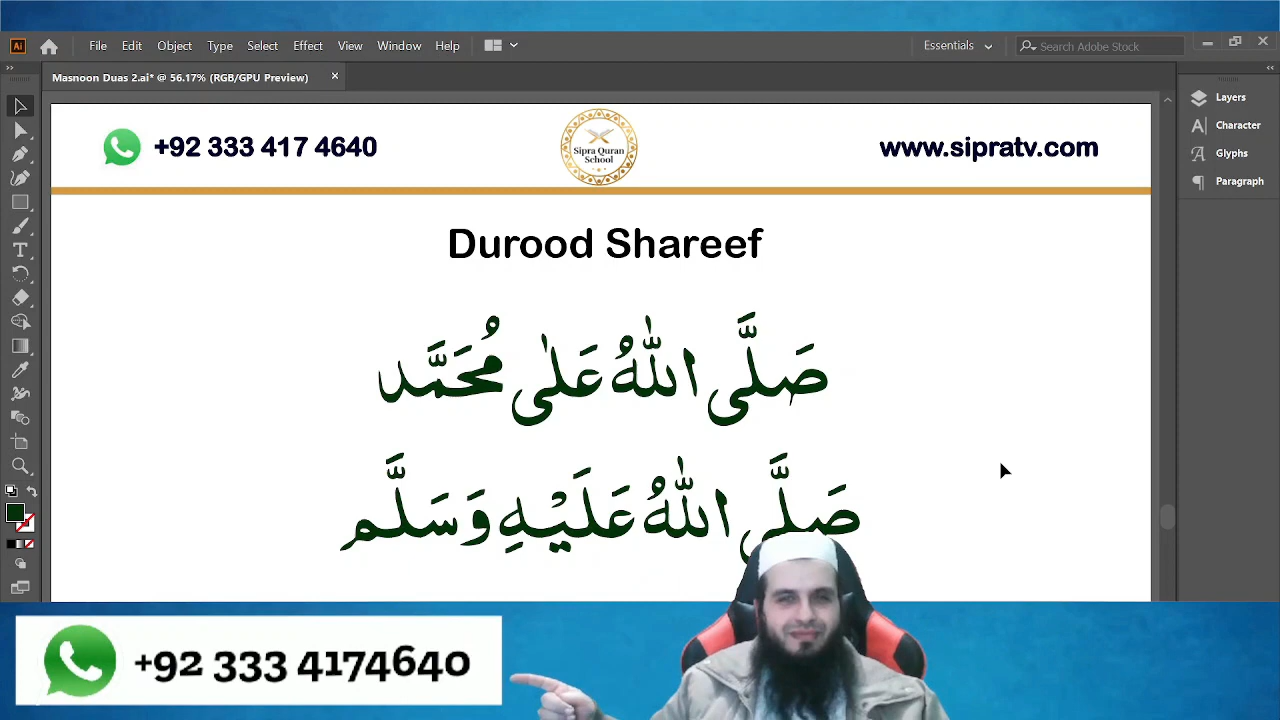 Ai File Edit Object Type Select Effect View Window Help Essentials Search Adobe Stock
Masnoon Duas 2.ai* @ 56.17% (RGB/GPU Preview) ×
Layers
Character
Glyphs
Paragraph
+92 333 417 4640
Sipra Quran
School
www.sipratv.com
Durood Shareef
صَلَّى اللّٰهُ عَلٰى مُحَمَّد
صَلَّى اللّٰهُ عَلَيْهِ وَسَلَّم
+92 333 4174640